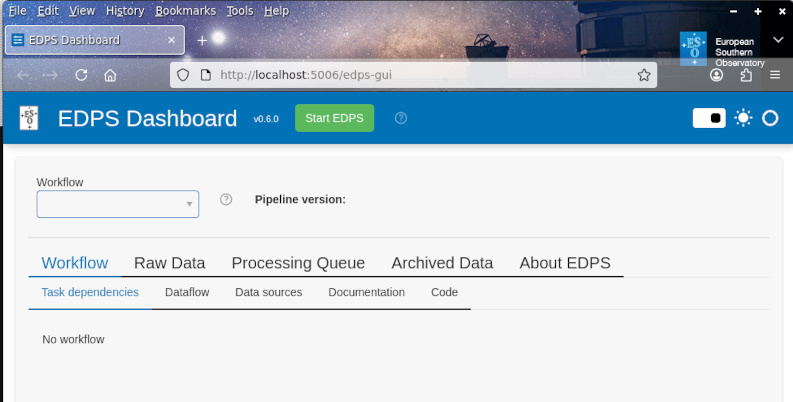 File Edit View History Bookmarks Tools Help
EDPS Dashboard
European
Southern
Observatory
http://localhost:5006/edps-gui
EDPS Dashboard v0.6.0 Start EDPS
Workflow
Pipeline version:
Workflow Raw Data Processing Queue Archived Data About EDPS
Task dependencies Dataflow Data sources Documentation Code
No workflow